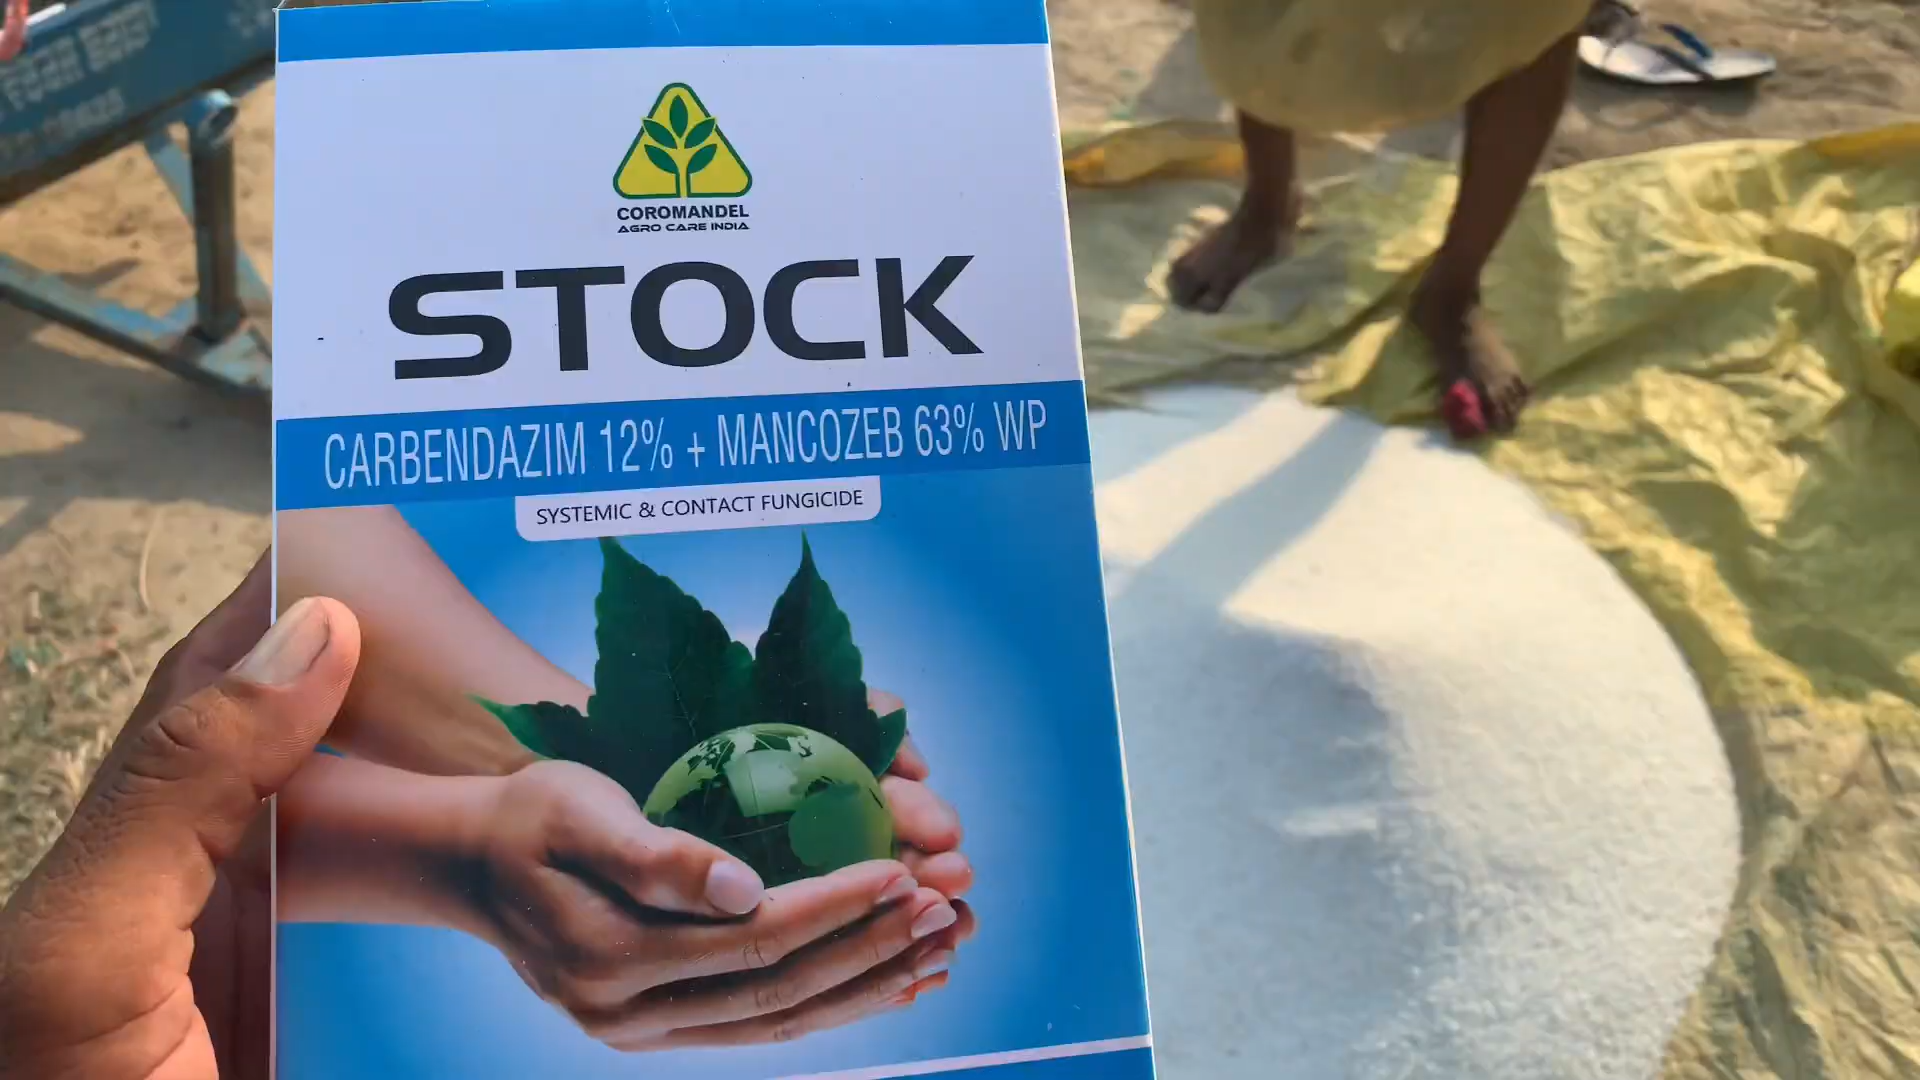 COROMANDEL
AGRO CARE INDIA
STOCK
CARBENDAZIM 12% + MANCOZEB 63% WP
SYSTEMIC & CONTACT FUNGICIDE